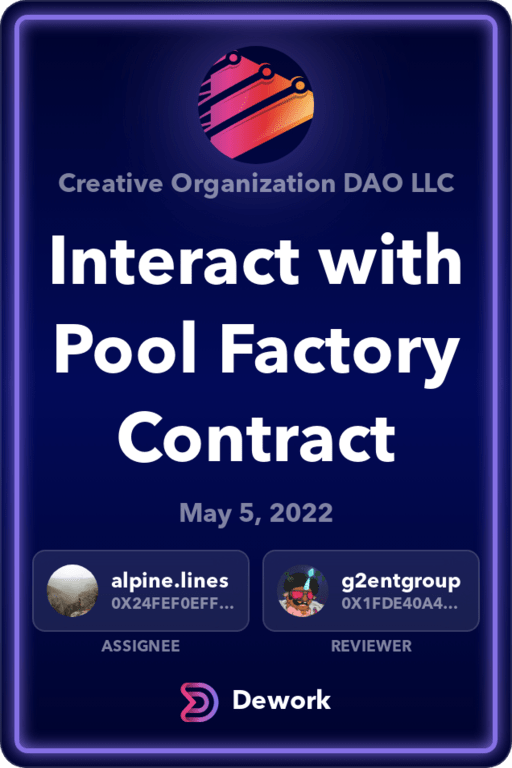 Creative Organization DAO LLC
Interact with
Pool Factory
Contract
May 5, 2022
alpine.lines
0X24FEF0EFF...
ASSIGNEE
g2entgroup
0X1FDE40A4...
REVIEWER
Dework